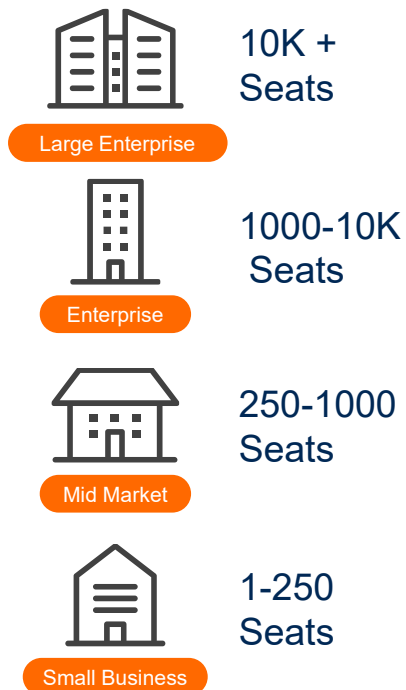 10K +
Seats
Large Enterprise
1000-10K
Seats
Enterprise
250-1000
Seats
Mid Market
1-250
Seats
Small Business